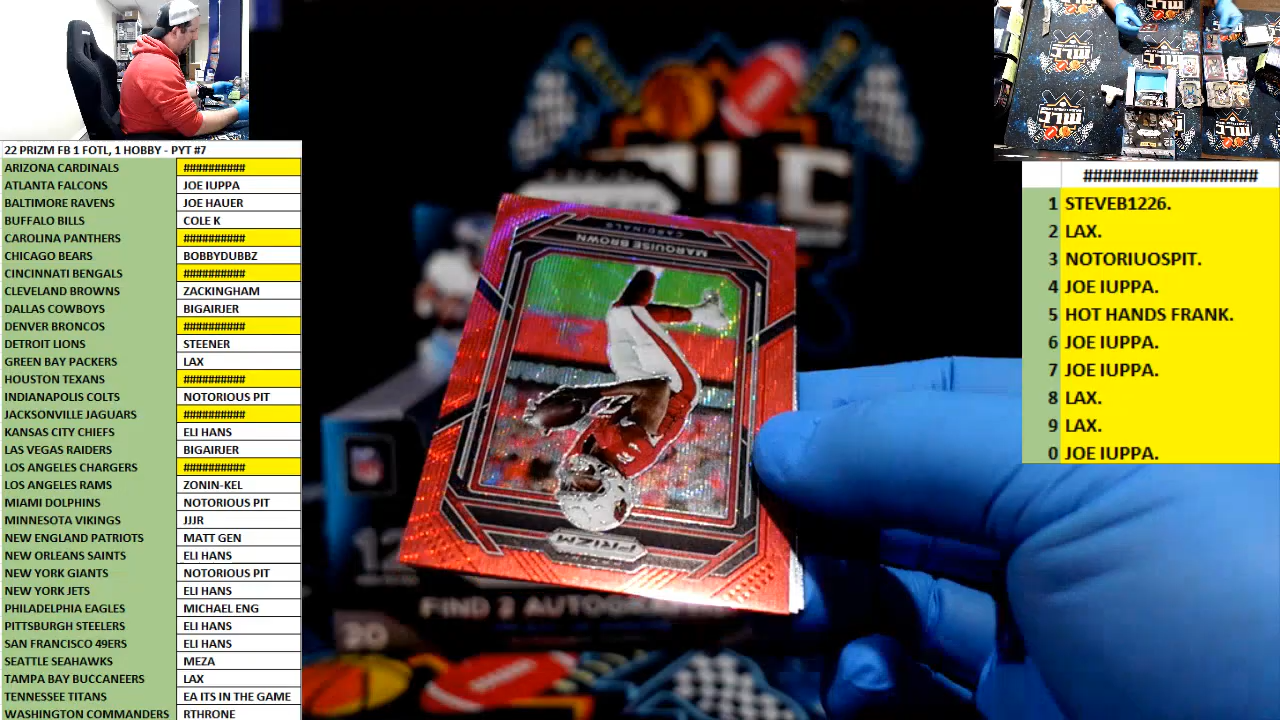 22 PRIZM FB 1 FOTL, 1 HOBBY - PYT #7
ARIZONA CARDINALS ##########
ATLANTA FALCONS JOE IUPPA
BALTIMORE RAVENS JOE HAUER
BUFFALO BILLS COLE K
CAROLINA PANTHERS ##########
CHICAGO BEARS BOBBYDUBBZ
CINCINNATI BENGALS ##########
CLEVELAND BROWNS ZACKINGHAM
DALLAS COWBOYS BIGAIRJER
DENVER BRONCOS ##########
DETROIT LIONS STEENER
GREEN BAY PACKERS LAX
HOUSTON TEXANS ##########
INDIANAPOLIS COLTS NOTORIOUS PIT
JACKSONVILLE JAGUARS ##########
KANSAS CITY CHIEFS ELI HANS
LAS VEGAS RAIDERS BIGAIRJER
LOS ANGELES CHARGERS ##########
LOS ANGELES RAMS ZONIN-KEL
MIAMI DOLPHINS NOTORIOUS PIT
MINNESOTA VIKINGS JJJR
NEW ENGLAND PATRIOTS MATT GEN
NEW ORLEANS SAINTS ELI HANS
NEW YORK GIANTS NOTORIOUS PIT
NEW YORK JETS ELI HANS
PHILADELPHIA EAGLES MICHAEL ENG
PITTSBURGH STEELERS ELI HANS
SAN FRANCISCO 49ERS ELI HANS
SEATTLE SEAHAWKS MEZA
TAMPA BAY BUCCANEERS LAX
TENNESSEE TITANS EA ITS IN THE GAME
WASHINGTON COMMANDERS RTHRONE
CARDINALS
MARQUISE BROWN
PRIZM
NFL
12
FIND 2 AUTOGRA
20
##################
1 STEVEB1226.
2 LAX.
3 NOTORIUOSPIT.
4 JOE IUPPA.
5 HOT HANDS FRANK.
6 JOE IUPPA.
7 JOE IUPPA.
8 LAX.
9 LAX.
0 JOE IUPPA.